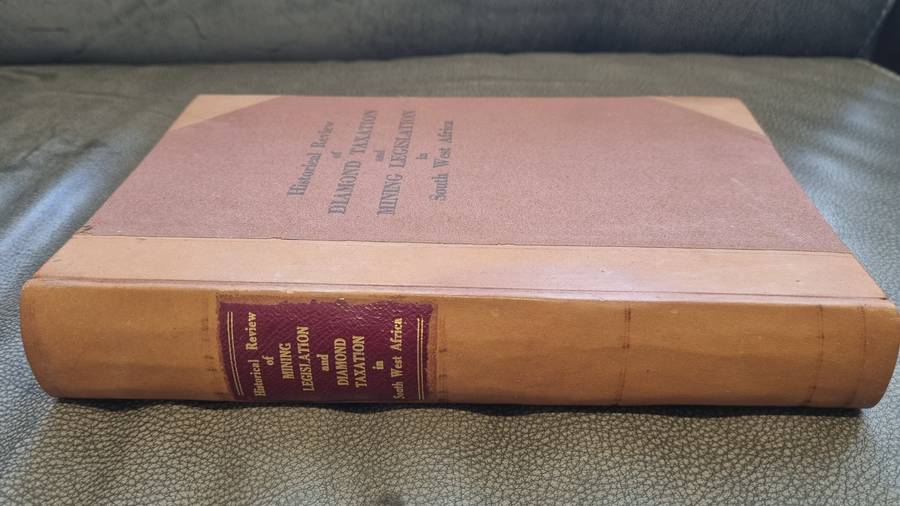 Historical Review
of
DIAMOND TAXATION
and
MINING LEGISLATION
in
South West Africa
Historical Review
of
MINING
LEGISLATION
and
DIAMOND
TAXATION
in
South West Africa